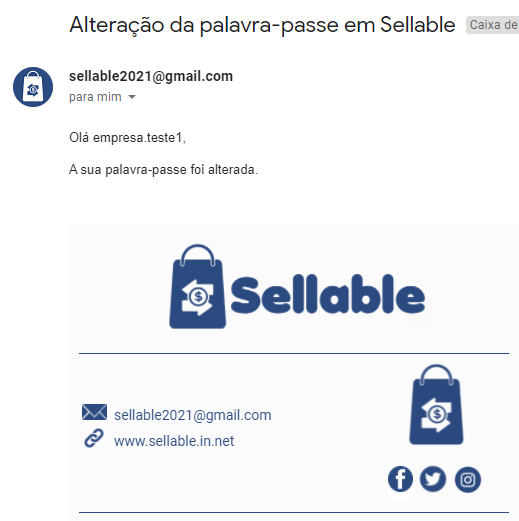 Alteração da palavra-passe em Sellable Caixa de
sellable2021@gmail.com
para mim
Olá empresa.teste1,
A sua palavra-passe foi alterada.
Sellable
sellable2021@gmail.com
www.sellable.in.net